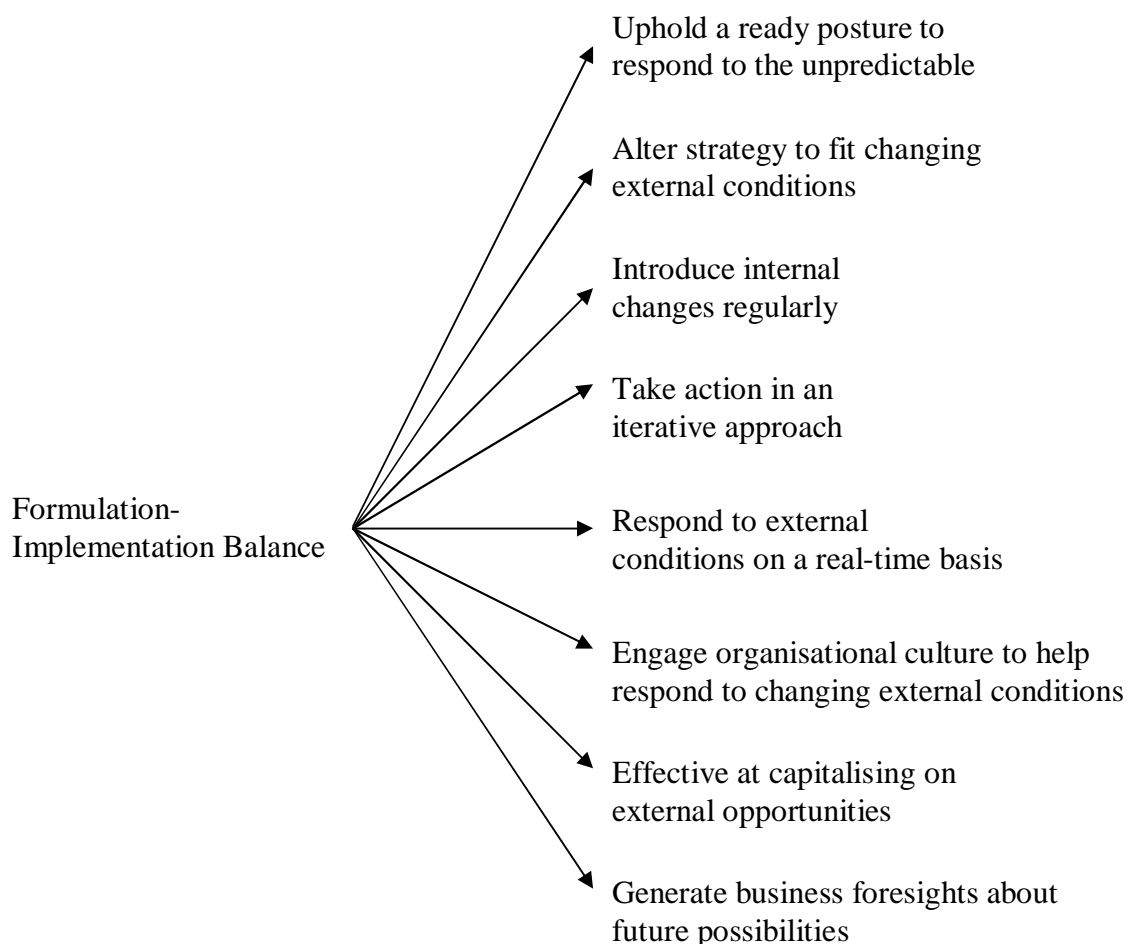 Uphold a ready posture to
respond to the unpredictable
Alter strategy to fit changing
external conditions
Introduce internal
changes regularly
Take action in an
iterative approach
Formulation-
Implementation Balance
Respond to external
conditions on a real-time basis
Engage organisational culture to help
respond to changing external conditions
Effective at capitalising on
external opportunities
Generate business foresights about
future possibilities